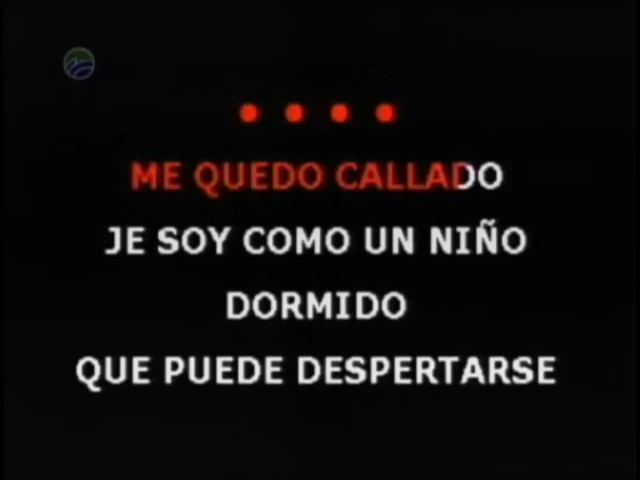 ME QUEDO CALLADO
JE SOY COMO UN NIÑO
DORMIDO
QUE PUEDE DESPERTARSE